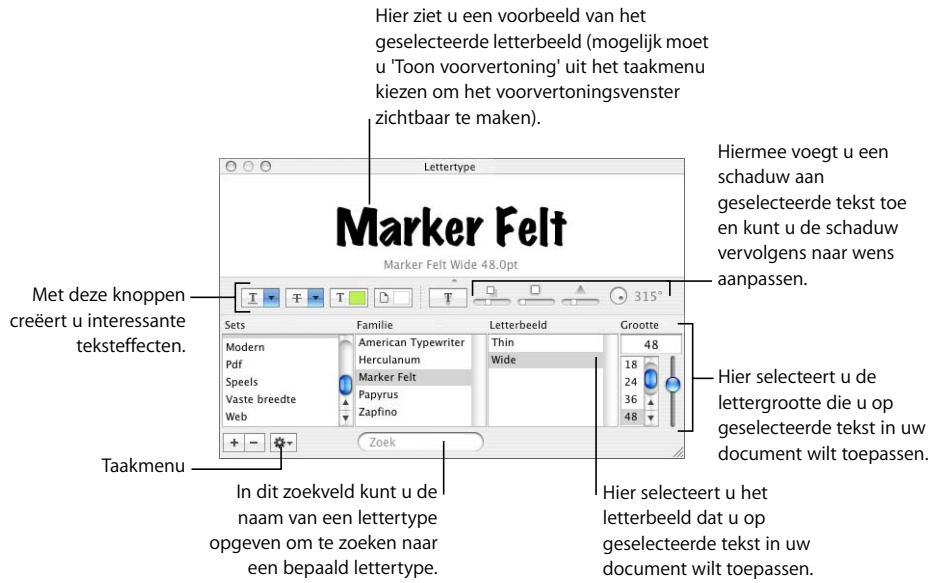 Hier ziet u een voorbeeld van het
geselecteerde letterbeeld (mogelijk moet
u 'Toon voorvertoning' uit het taakmenu
kiezen om het voorvertoningsvenster
zichtbaar te maken).
Hiermee voegt u een
schaduw aan
geselecteerde tekst toe
en kunt u de schaduw
vervolgens naar wens
aanpassen.
Lettertype
Marker Felt
Marker Felt Wide 48.0pt
Met deze knoppen
creëert u interessante
teksteffecten.
T T T T 315°
Sets Familie Letterbeeld Grootte
Modern
Pdf
Speels
Vaste breedte
Web
American Typewriter
Herculanum
Marker Felt
Papyrus
Zapfino
Thin
Wide
48
18
24
36
48
Zoek
Hier selecteert u de
lettergrootte die u op
geselecteerde tekst in uw
document wilt toepassen.
Taakmenu
In dit zoekveld kunt u de
naam van een lettertype
opgeven om te zoeken naar
een bepaald lettertype.
Hier selecteert u het
letterbeeld dat u op
geselecteerde tekst in uw
document wilt toepassen.